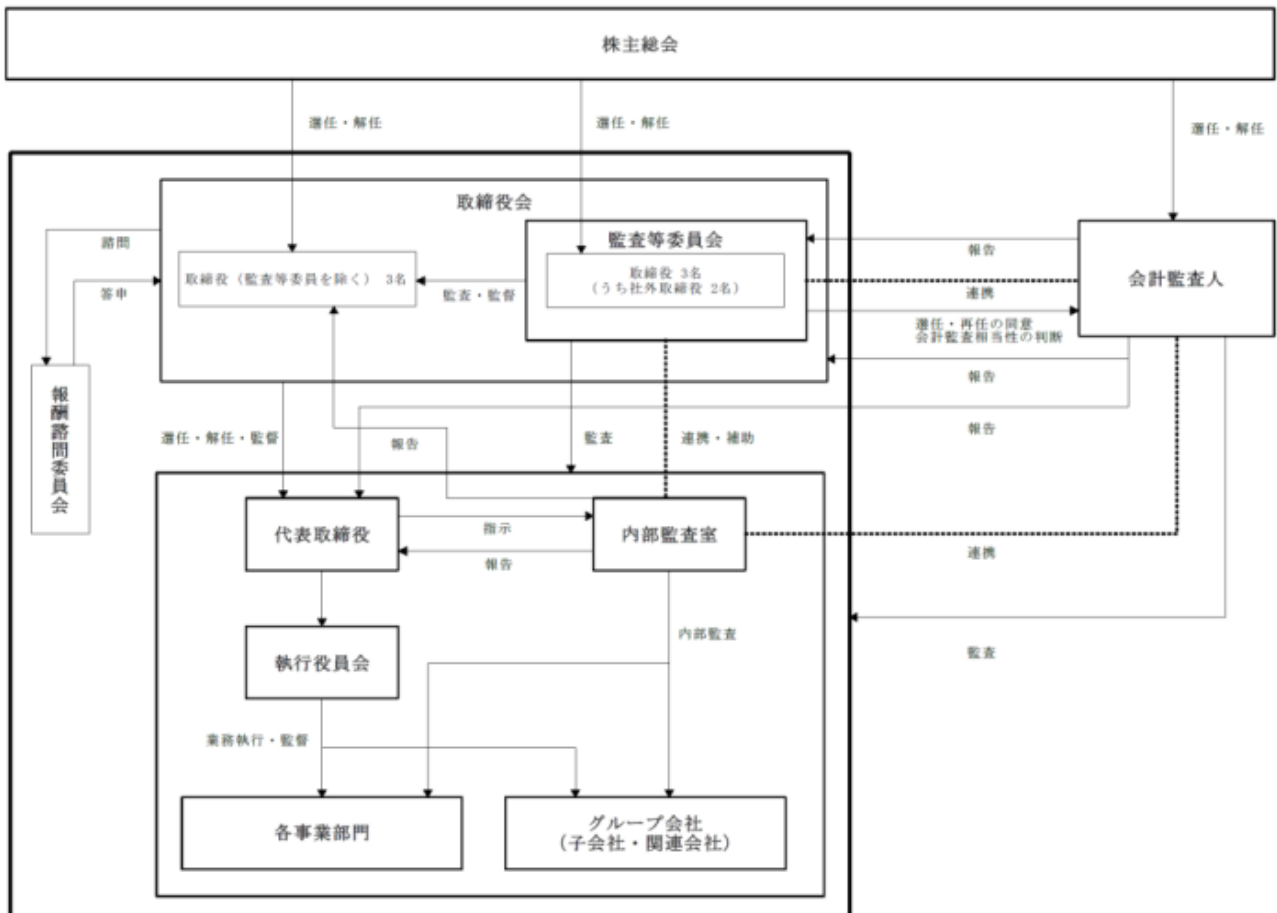 株主総会
選任・解任
選任・解任
選任・解任
取締役会
監査等委員会
取締役(監査等委員を除く) 3名
取締役 3名
(うち社外取締役 2名)
監査・監督
諮問
答申
報酬諮問委員会
会計監査人
報告
連携
選任・再任の同意
会計監査相当性の判断
報告
報告
選任・解任・監督
報告
監査
連携・補助
代表取締役
指示
報告
内部監査室
連携
監査
執行役員会
内部監査
業務執行・監督
各事業部門
グループ会社
(子会社・関連会社)